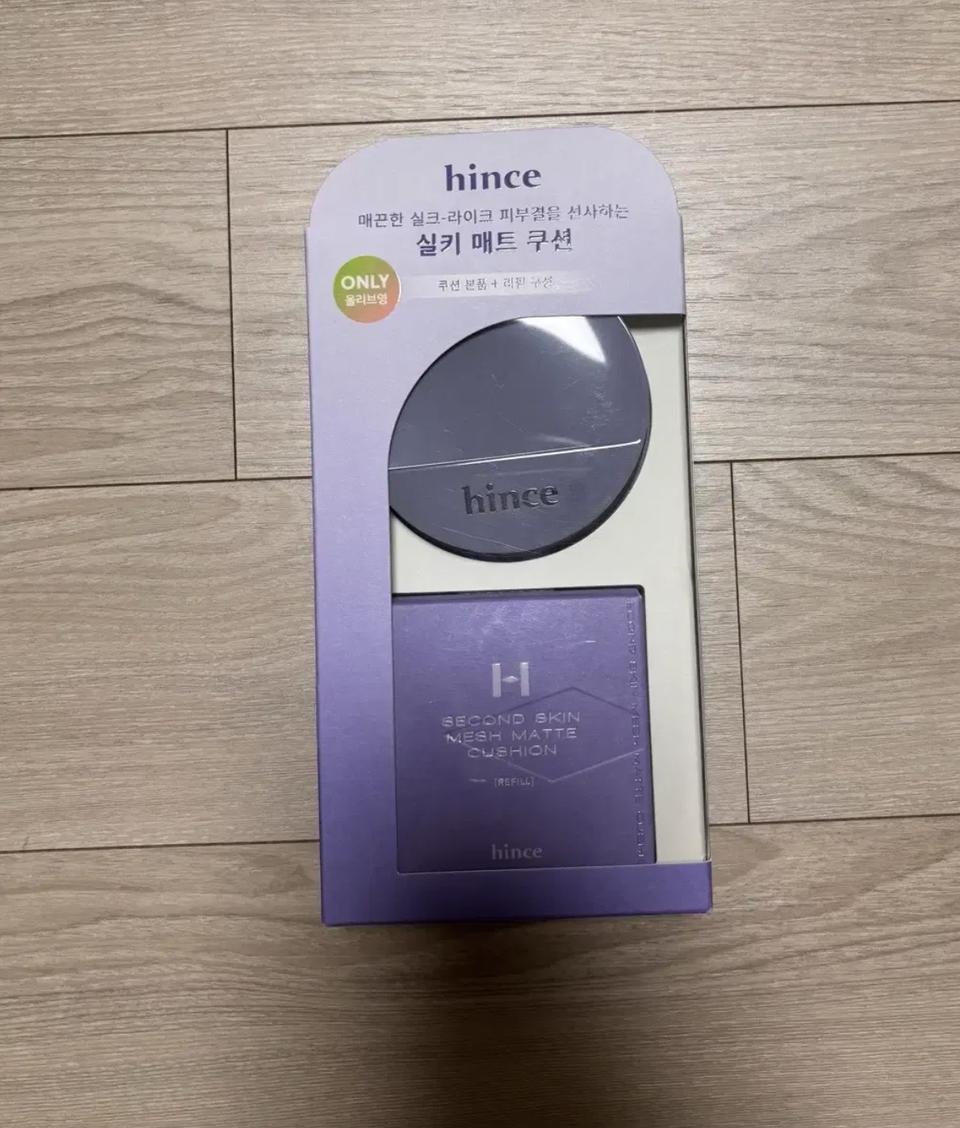 hince
매끈한 실크-라이크 피부결을 선사하는
실키 매트 쿠션
ONLY
올리브영
쿠션 본품 + 리필 구성
hince
H
SECOND SKIN
MESH MATTE
CUSHION
[REFILL]
hince